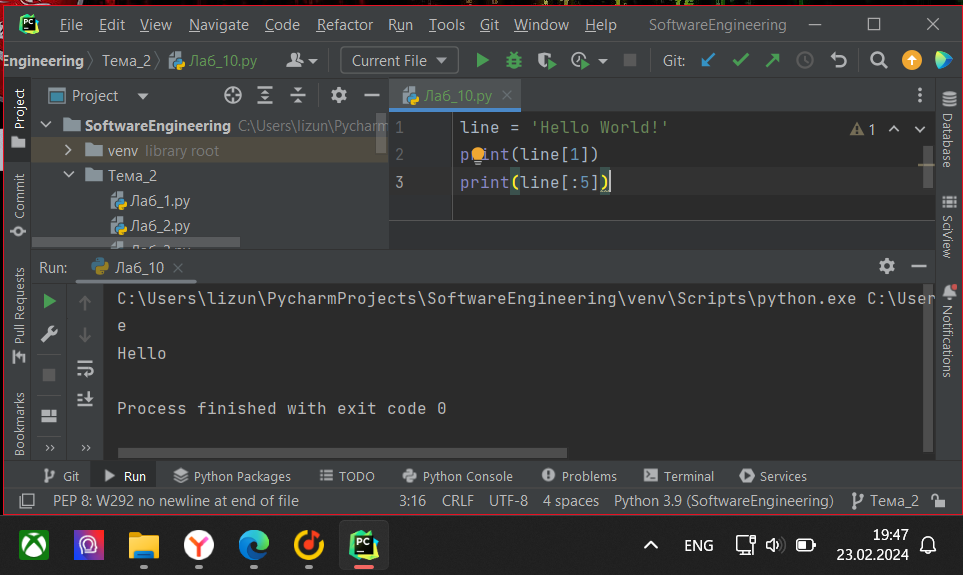 PC File Edit View Navigate Code Refactor Run Tools Git Window Help SoftwareEngineering
Engineering Тема_2 Лаб_10.py Current File Git:
Project
Project
Commit
Pull Requests
Bookmarks
SoftwareEngineering C:\Users\lizun\Pycharm
venv library root
Тема_2
Лаб_1.py
Лаб_2.py
Лаб_10.py
1 line = 'Hello World!'
2 print(line[1])
3 print(line[:5])
1
Database
SciView
Notifications
Run: Лаб_10
C:\Users\lizun\PycharmProjects\SoftwareEngineering\venv\Scripts\python.exe C:\User
e
Hello
Process finished with exit code 0
Git Run Python Packages TODO Python Console Problems Terminal Services
PEP 8: W292 no newline at end of file 3:16 CRLF UTF-8 4 spaces Python 3.9 (SoftwareEngineering) Тема_2
PC
ENG
19:47
23.02.2024